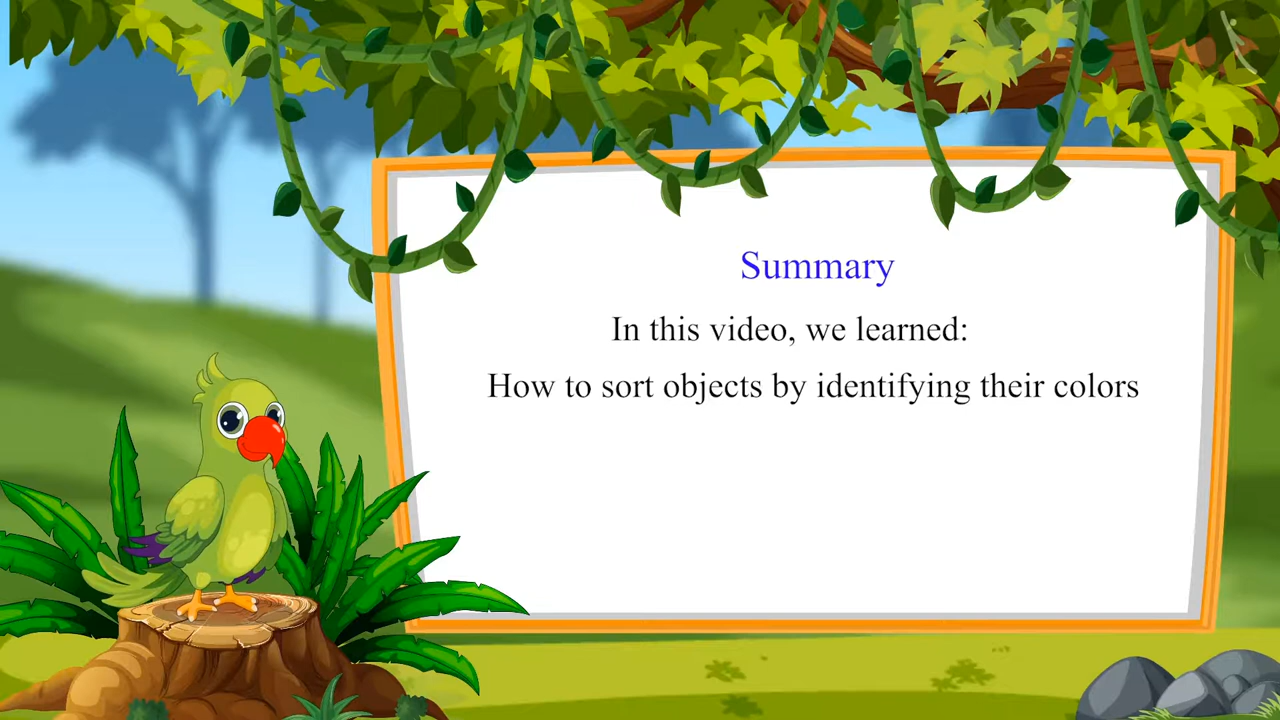 Summary
In this video, we learned:
How to sort objects by identifying their colors